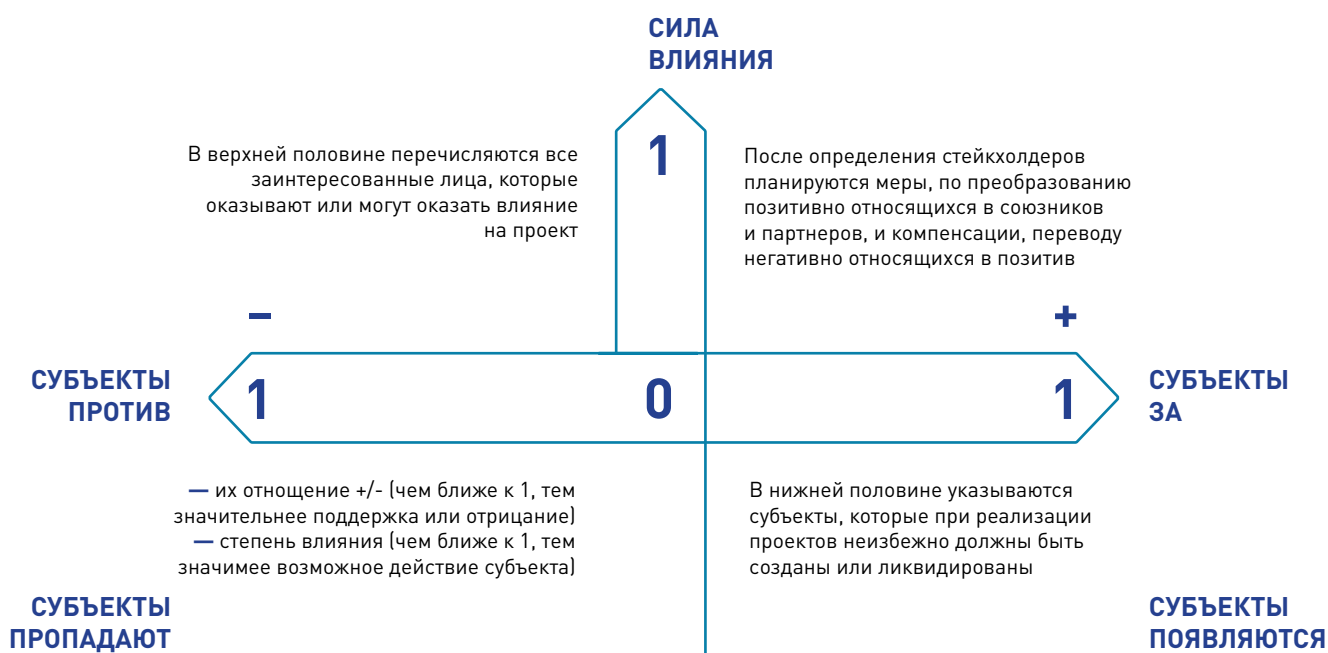 СИЛА
ВЛИЯНИЯ
В верхней половине перечисляются все
заинтересованные лица, которые
оказывают или могут оказать влияние
на проект
1
После определения стейкхолдеров
планируются меры, по преобразованию
позитивно относящихся в союзников
и партнеров, и компенсации, переводу
негативно относящихся в позитив
–
+
СУБЪЕКТЫ
ПРОТИВ
1
0
1
СУБЪЕКТЫ
ЗА
— их отнощение +/- (чем ближе к 1, тем
значительнее поддержка или отрицание)
— степень влияния (чем ближе к 1, тем
значимее возможное действие субъекта)
В нижней половине указываются
субъекты, которые при реализации
проектов неизбежно должны быть
созданы или ликвидированы
СУБЪЕКТЫ
ПРОПАДАЮТ
СУБЪЕКТЫ
ПОЯВЛЯЮТСЯ